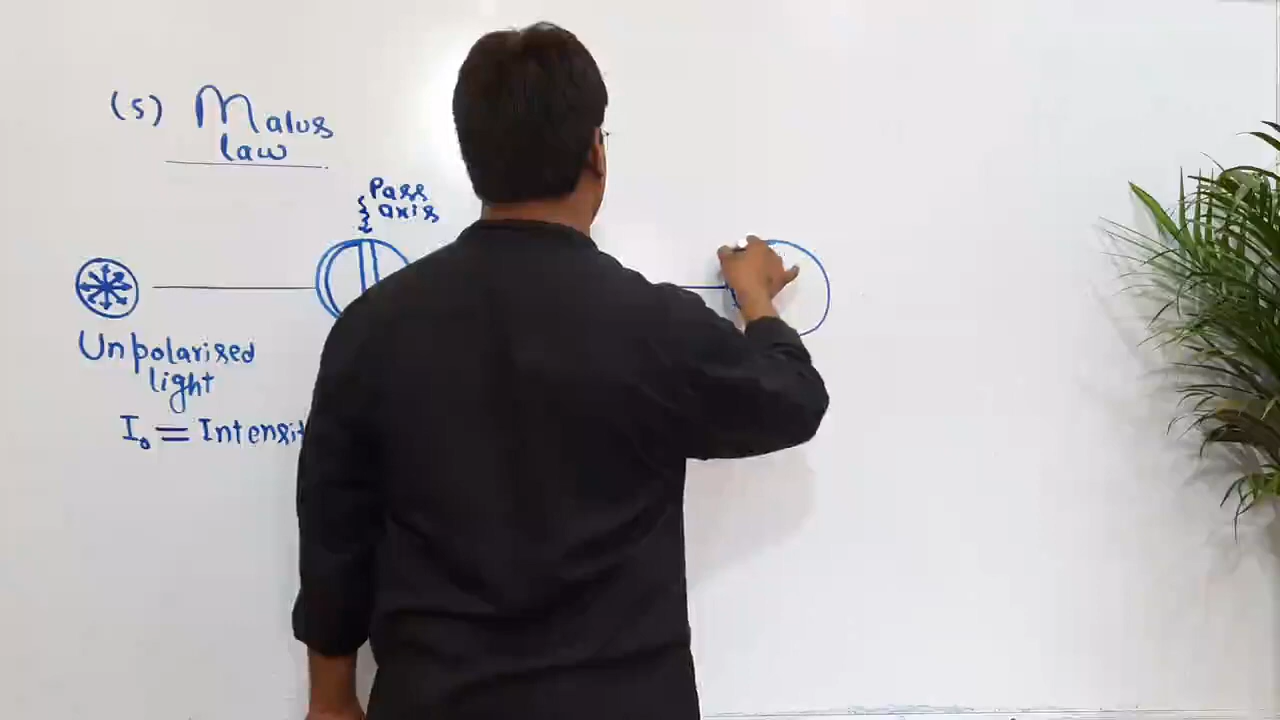 (5) Malus
law
Pass
axis
Unpolarised
light
I₀ = Intensit